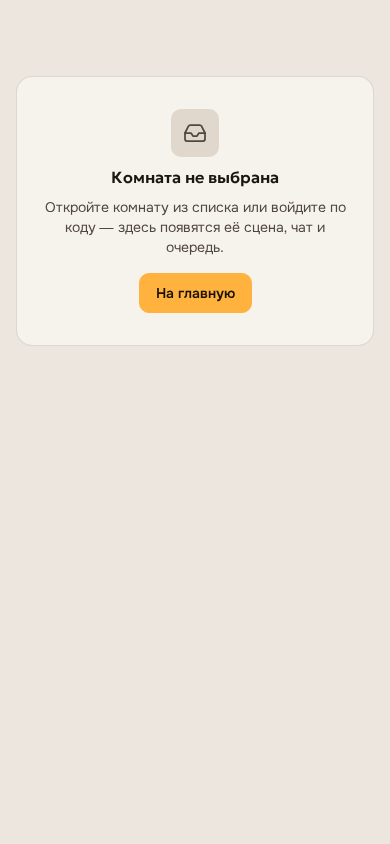 Комната не выбрана
Откройте комнату из списка или войдите по
коду — здесь появятся её сцена, чат и
очередь.
На главную